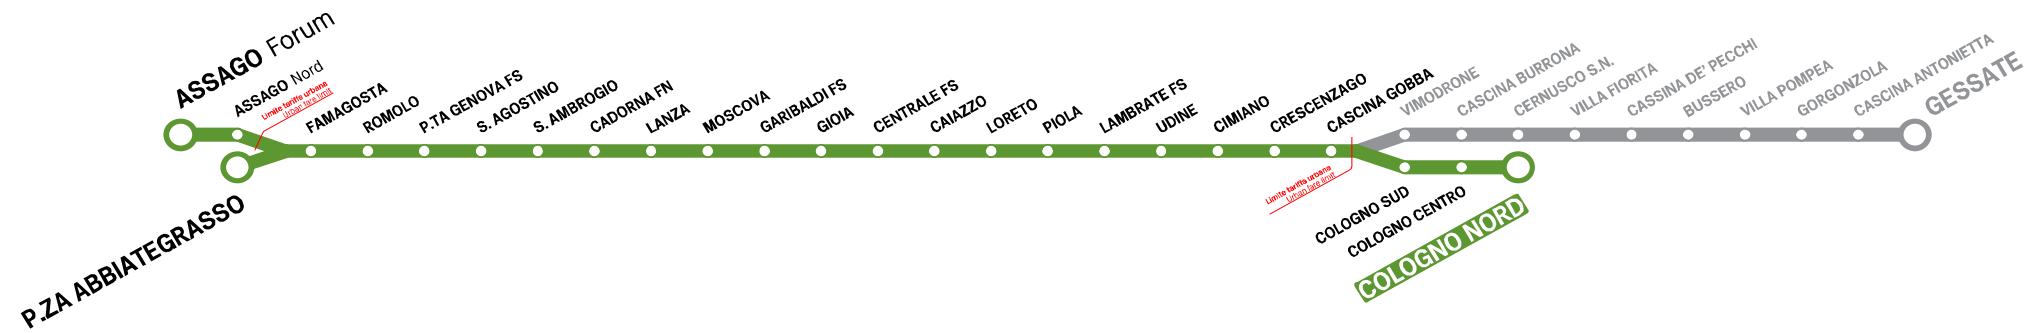 ASSAGO Forum
ASSAGO Nord
Limite tariffa urbana
Urban fare limit
P.ZA ABBIATEGRASSO
FAMAGOSTA
ROMOLO
P.TA GENOVA FS
S. AGOSTINO
S. AMBROGIO
CADORNA FN
LANZA
MOSCOVA
GARIBALDI FS
GIOIA
CENTRALE FS
CAIAZZO
LORETO
PIOLA
LAMBRATE FS
UDINE
CIMIANO
CRESCENZAGO
CASCINA GOBBA
Limite tariffa urbana
Urban fare limit
VIMODRONE
CASCINA BURRONA
CERNUSCO S.N.
VILLA FIORITA
CASSINA DE' PECCHI
BUSSERO
VILLA POMPEA
GORGONZOLA
CASCINA ANTONIETTA
GESSATE
COLOGNO SUD
COLOGNO CENTRO
COLOGNO NORD